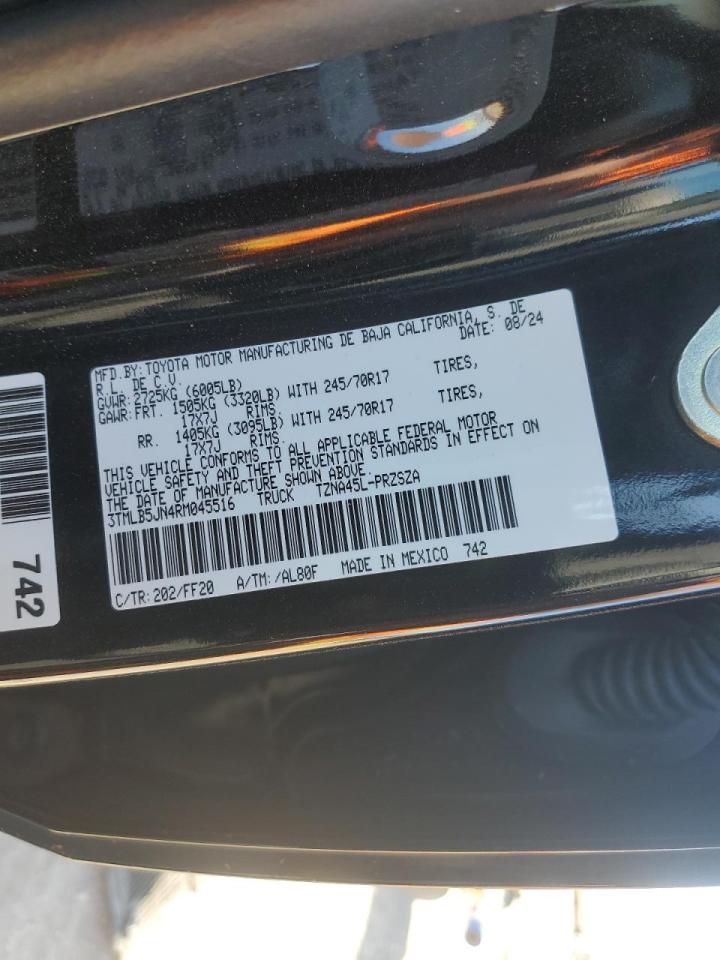 MFD.BY:TOYOTA MOTOR MANUFACTURING DE BAJA CALIFORNIA, S. DE
R.L. DE C.V. DATE: 08/24
GVWR:2725KG (6005LB)
GAWR:FRT. 1505KG (3320LB) WITH 245/70R17 TIRES,
17X7J RIMS.
RR. 1405KG (3095LB) WITH 245/70R17 TIRES,
17X7J RIMS.
THIS VEHICLE CONFORMS TO ALL APPLICABLE FEDERAL MOTOR
VEHICLE SAFETY AND THEFT PREVENTION STANDARDS IN EFFECT ON
THE DATE OF MANUFACTURE SHOWN ABOVE.
3TMLB5JN4RM045516 TRUCK TZNA45L-PRZSZA
C/TR:202/FF20 A/TM:/AL80F MADE IN MEXICO 742
742